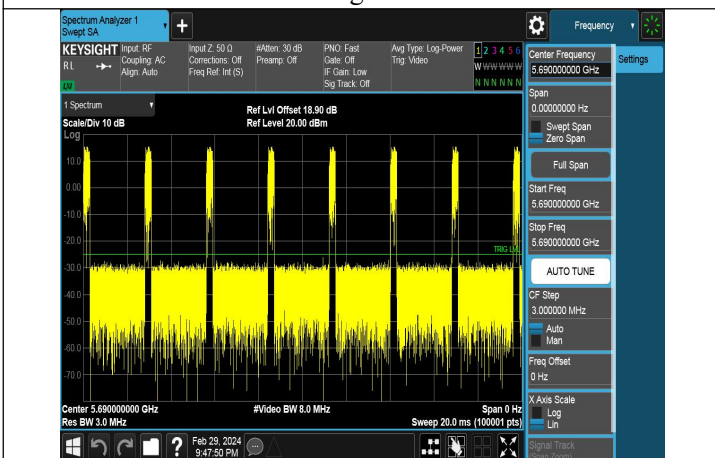 Spectrum Analyzer 1
Swept SA
Frequency
KEYSIGHT
RL
Input: RF
Coupling: AC
Align: Auto
Input Z: 50 Ω
Corrections: Off
Freq Ref: Int (S)
#Atten: 30 dB
Preamp: Off
PNO: Fast
Gate: Off
IF Gain: Low
Sig Track: Off
Avg Type: Log-Power
Trig: Video
1 2 3 4 5 6
W W W W W W
N N N N N N
LXI
1 Spectrum
Scale/Div 10 dB
Ref Lvl Offset 18.90 dB
Ref Level 20.00 dBm
Log
10.0
0.00
-10.0
-20.0
-30.0
-40.0
-50.0
-60.0
-70.0
Center 5.690000000 GHz
Res BW 3.0 MHz
#Video BW 8.0 MHz
Span 0 Hz
Sweep 20.0 ms (100001 pts)
Feb 29, 2024
9:47:50 PM
Center Frequency
5.690000000 GHz
Settings
Span
0.00000000 Hz
Swept Span
Zero Span
Full Span
Start Freq
5.690000000 GHz
Stop Freq
5.690000000 GHz
AUTO TUNE
CF Step
3.000000 MHz
Auto
Man
Freq Offset
0 Hz
X Axis Scale
Log
Lin
Signal Track
(Span Zoom)